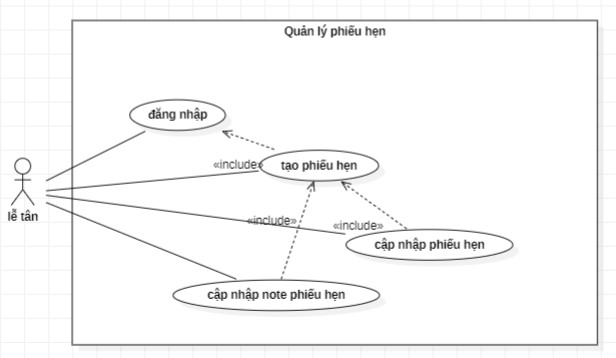 Quản lý phiếu hẹn
đăng nhập
«include»
tạo phiếu hẹn
lễ tân
«include»
«include»
cập nhập phiếu hẹn
cập nhập note phiếu hẹn